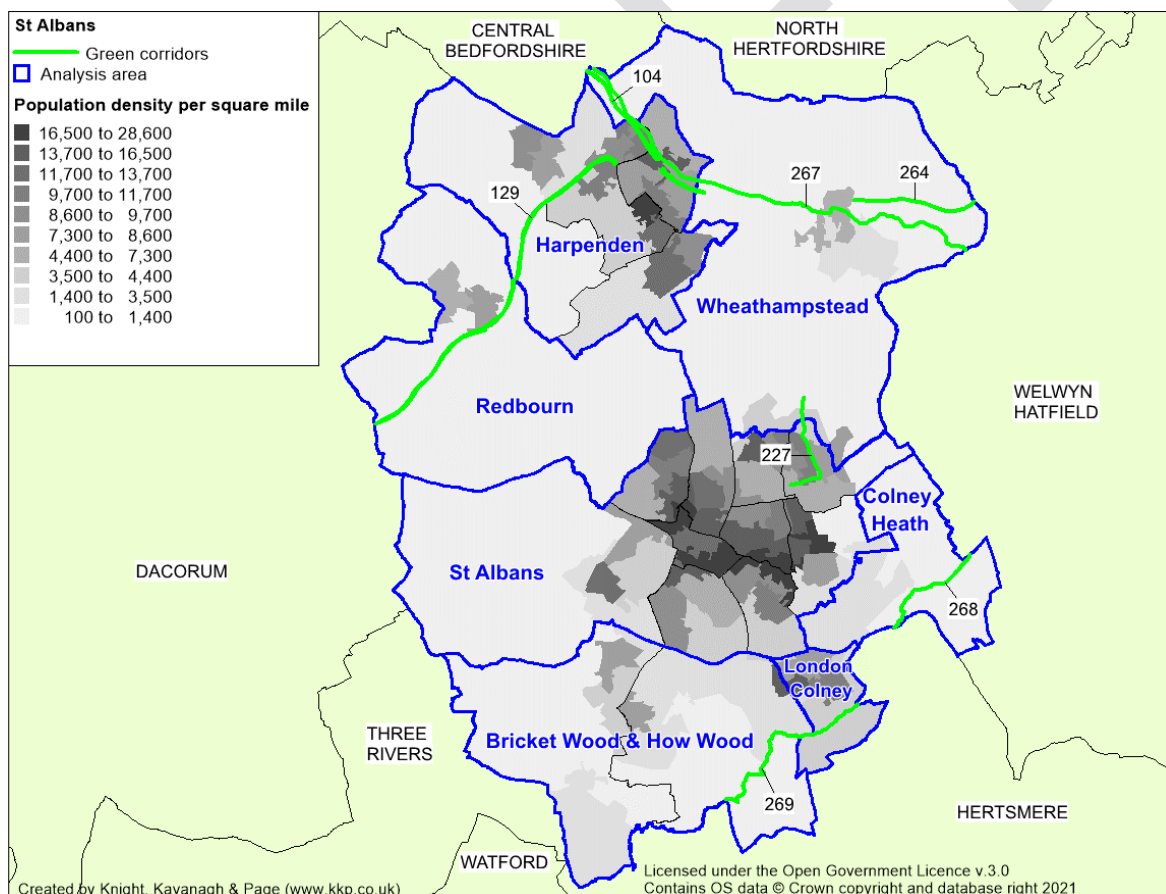 St Albans
Green corridors
Analysis area
Population density per square mile
16,500 to 28,600
13,700 to 16,500
11,700 to 13,700
9,700 to 11,700
8,600 to 9,700
7,300 to 8,600
4,400 to 7,300
3,500 to 4,400
1,400 to 3,500
100 to 1,400
CENTRAL
BEDFORDSHIRE
NORTH
HERTFORDSHIRE
104
129
267
264
Harpenden
Wheathampstead
Redbourn
WELWYN
HATFIELD
227
Colney
Heath
DACORUM
St Albans
268
London
Colney
THREE
RIVERS
Bricket Wood & How Wood
269
HERTSMERE
WATFORD
Created by Knight, Kavanagh & Page (www.kkp.co.uk)
Licensed under the Open Government Licence v.3.0
Contains OS data © Crown copyright and database right 2021